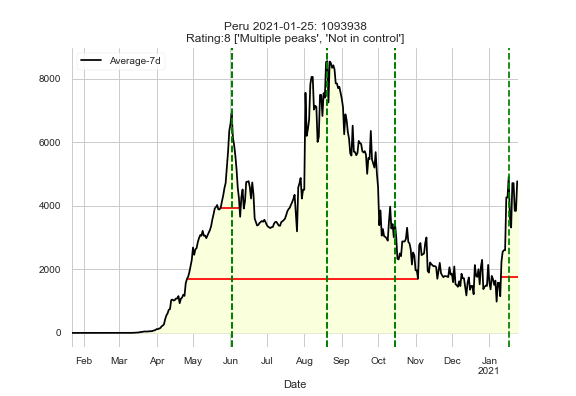 Peru 2021-01-25: 1093938
Rating:8 ['Multiple peaks', 'Not in control']
Average-7d
8000
6000
4000
2000
0
Feb Mar Apr May Jun Jul Aug Sep Oct Nov Dec Jan
2021
Date